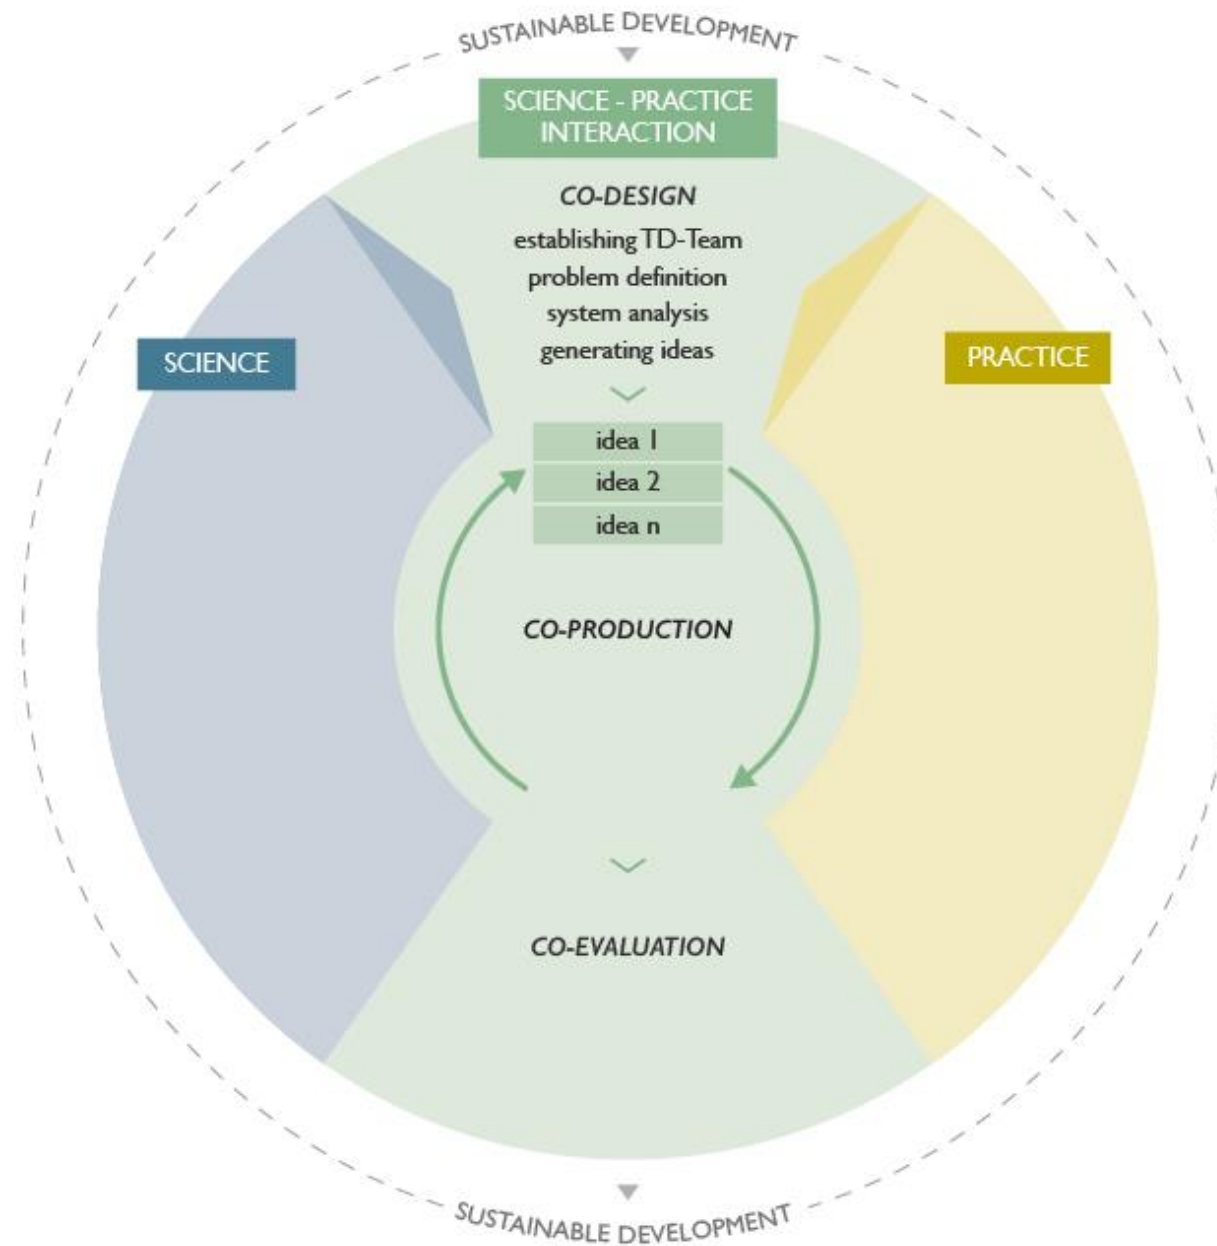 SUSTAINABLE DEVELOPMENT
SCIENCE - PRACTICE
INTERACTION
CO-DESIGN
establishing TD-Team
problem definition
system analysis
generating ideas
SCIENCE
PRACTICE
idea 1
idea 2
idea n
CO-PRODUCTION
CO-EVALUATION
SUSTAINABLE DEVELOPMENT